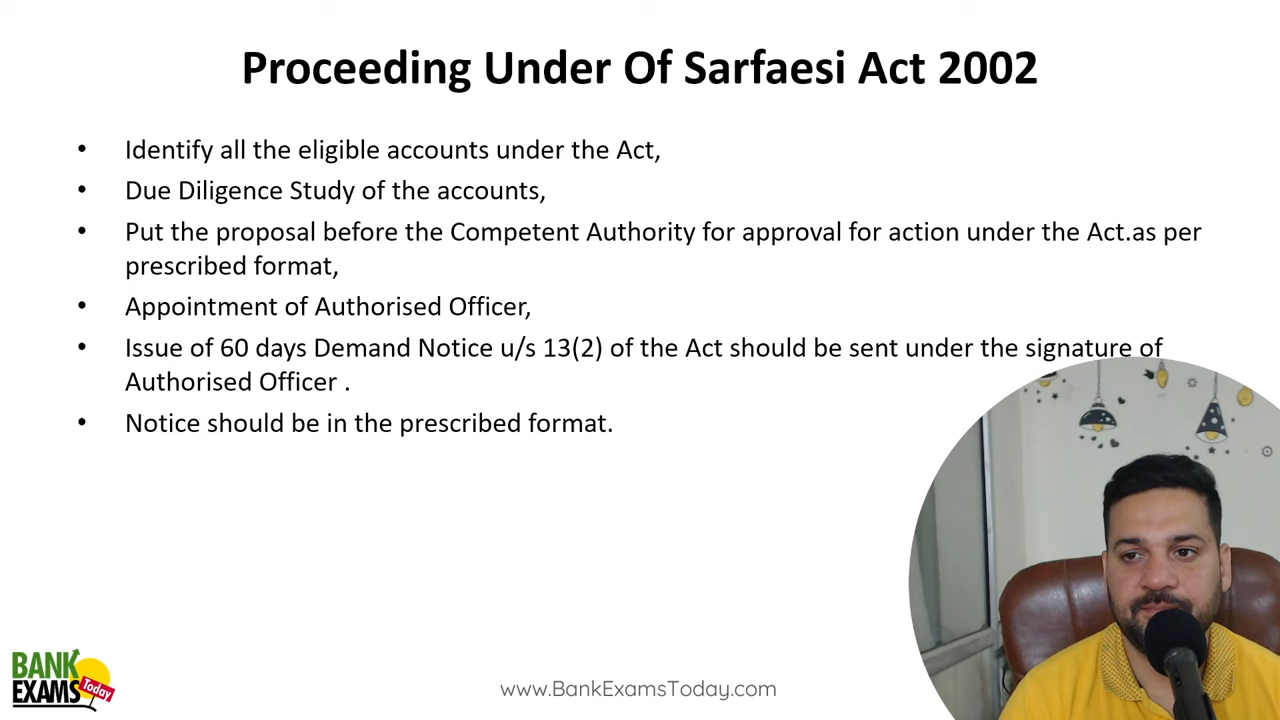 Proceeding Under Of Sarfaesi Act 2002
• Identify all the eligible accounts under the Act,
• Due Diligence Study of the accounts,
• Put the proposal before the Competent Authority for approval for action under the Act.as per
prescribed format,
• Appointment of Authorised Officer,
• Issue of 60 days Demand Notice u/s 13(2) of the Act should be sent under the signature of
Authorised Officer .
• Notice should be in the prescribed format.
BANK
EXAMS Today
www.BankExamsToday.com